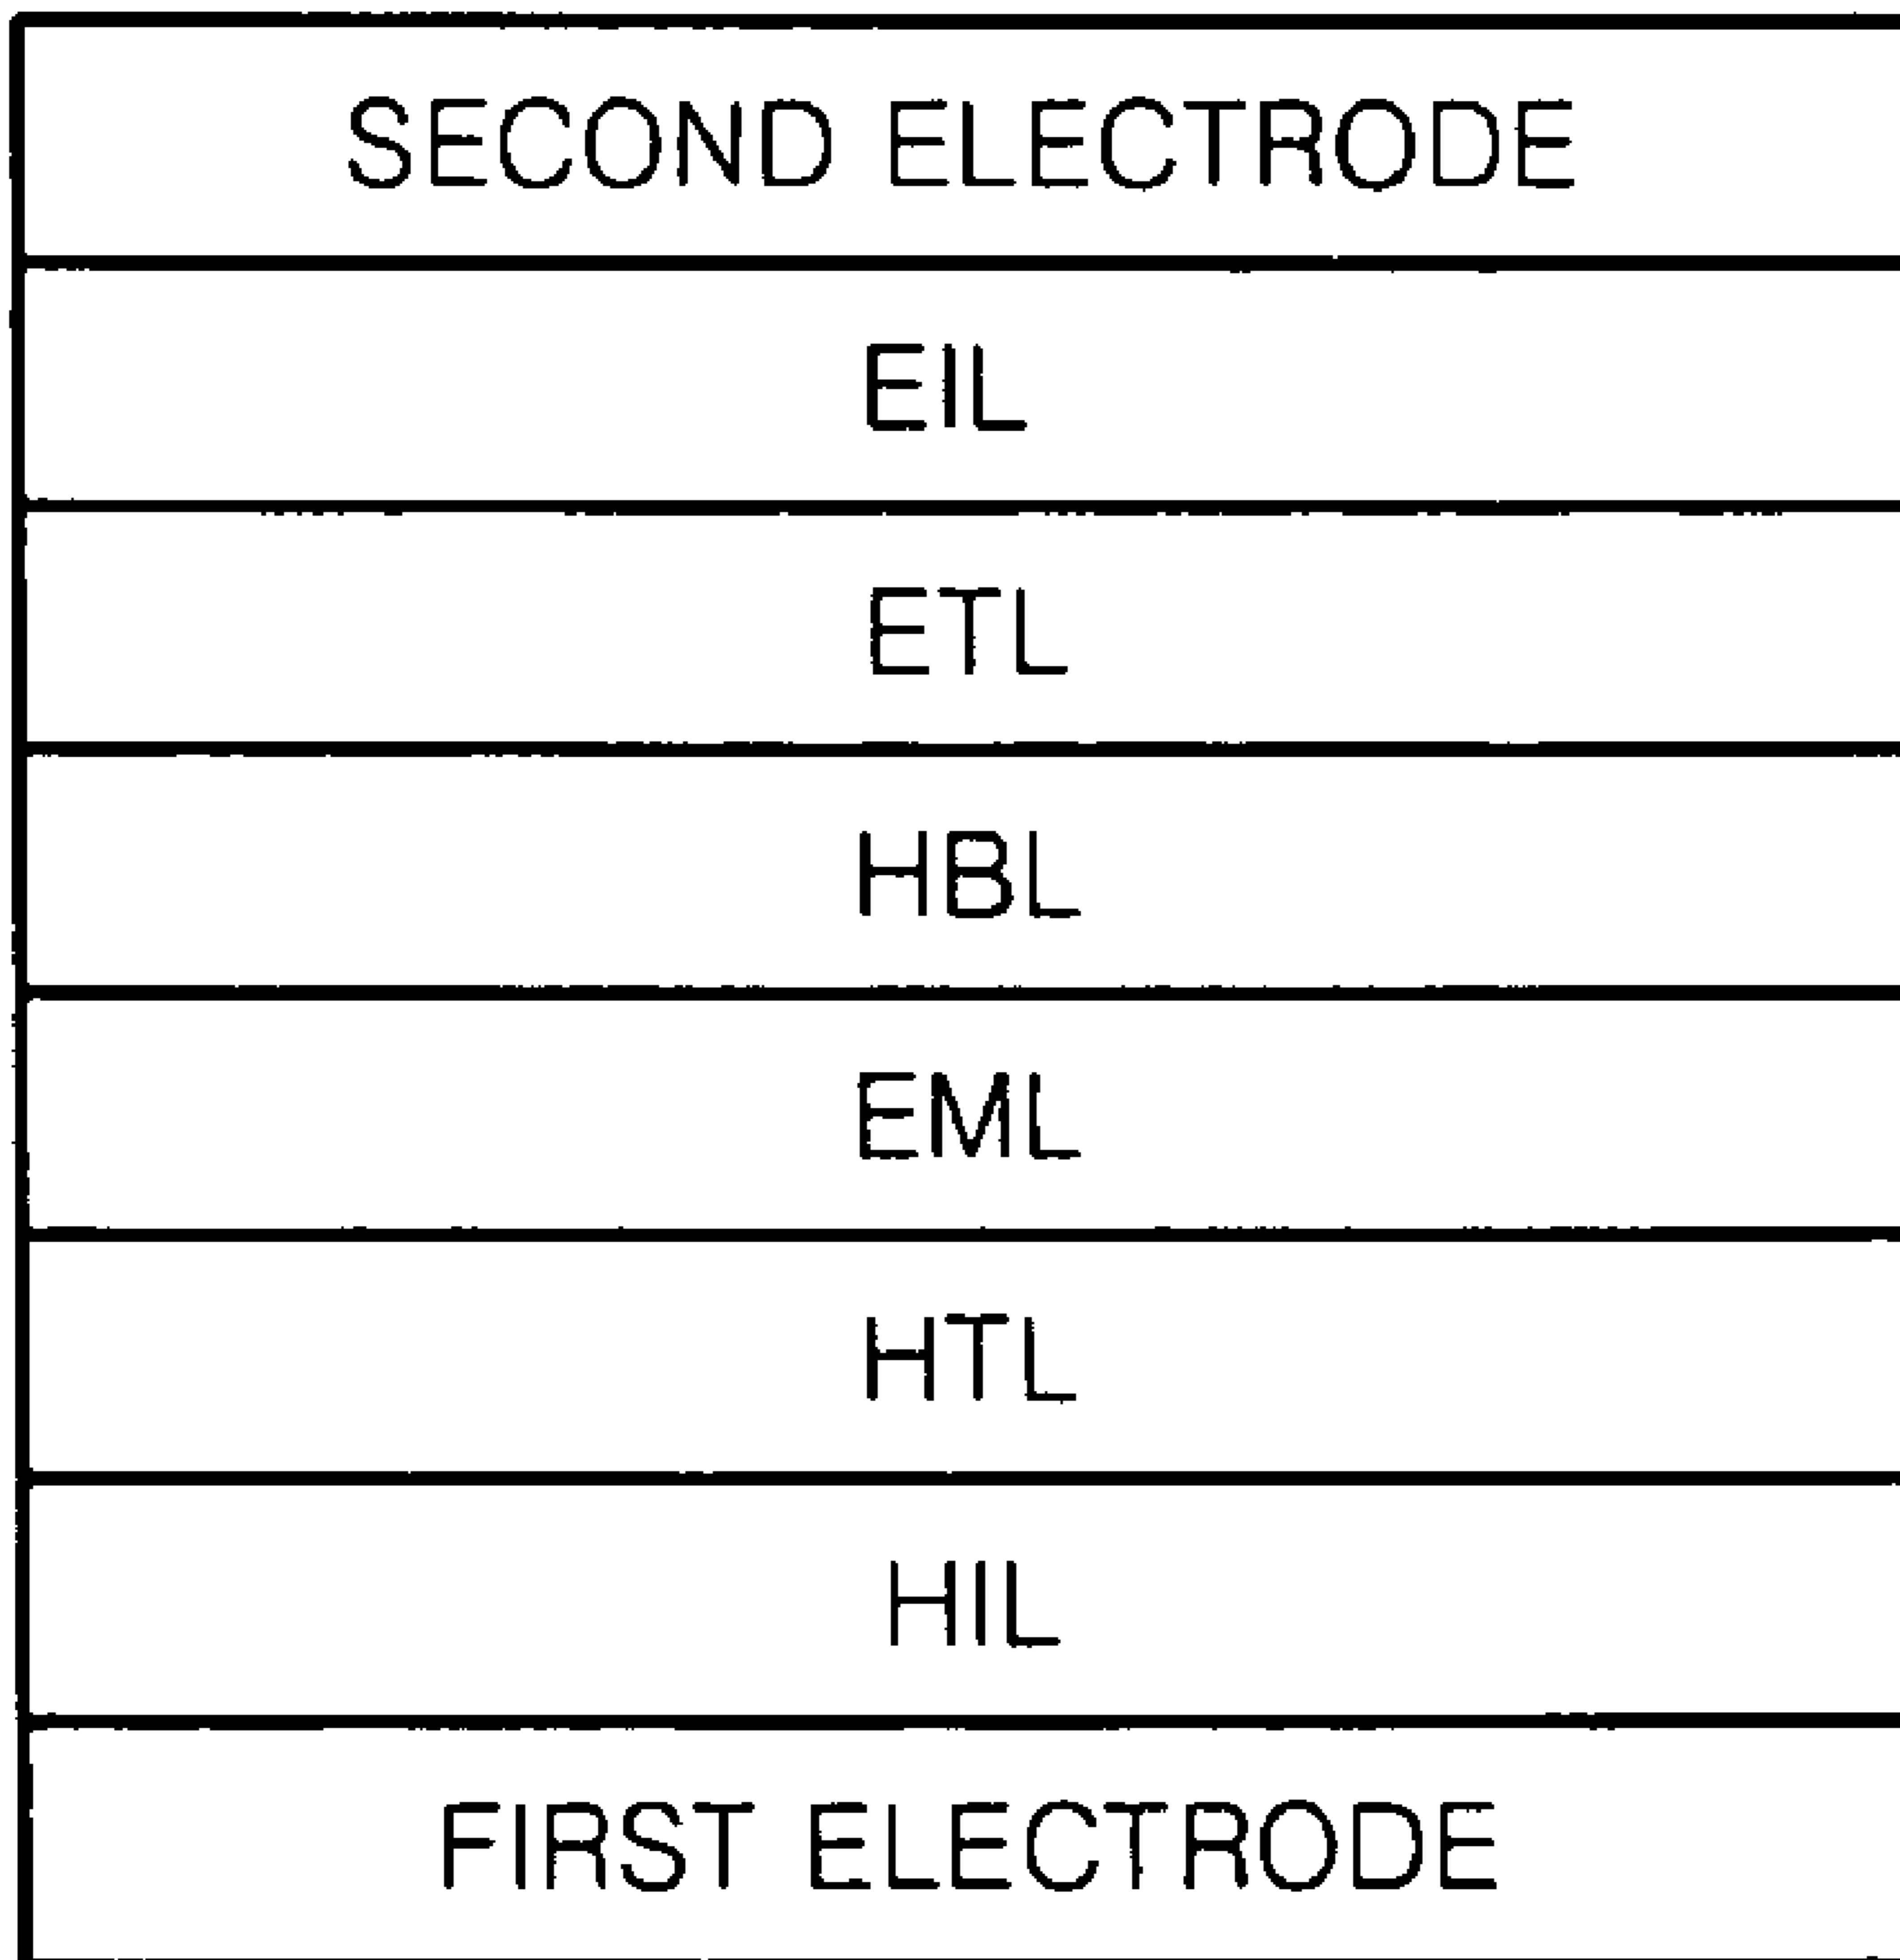 SECOND ELECTRODE
EIL
ETL
HBL
EML
HTL
HIL
FIRST ELECTRODE